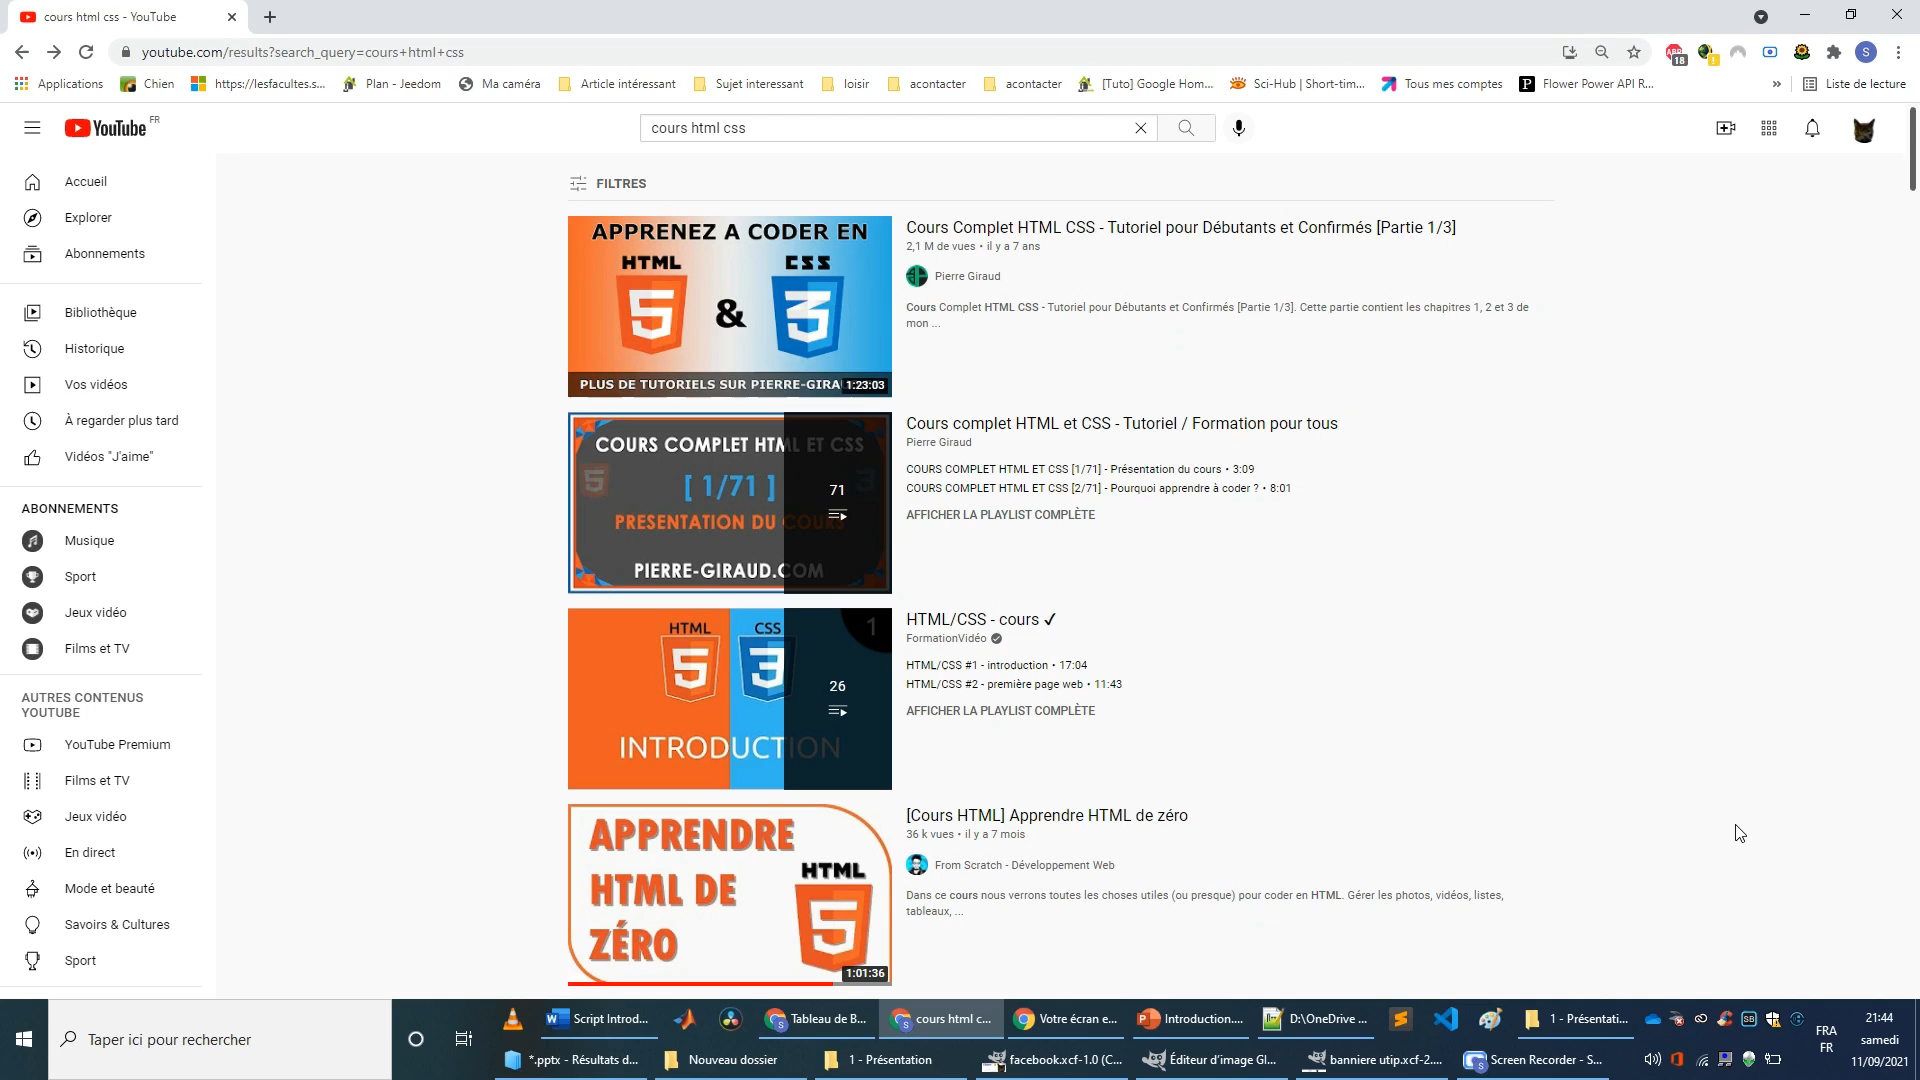 cours html css - YouTube
youtube.com/results?search_query=cours+html+css
ABP
18
S
Applications
Chien
https://lesfacultes.s...
Plan - Jeedom
Ma caméra
Article intéressant
Sujet interessant
loisir
acontacter
acontacter
[Tuto] Google Hom...
Sci-Hub | Short-tim...
Tous mes comptes
Flower Power API R...
»
Liste de lecture
YouTube FR
cours html css
Accueil
Explorer
Abonnements
Bibliothèque
Historique
Vos vidéos
À regarder plus tard
Vidéos "J'aime"
ABONNEMENTS
Musique
Sport
Jeux vidéo
Films et TV
AUTRES CONTENUS
YOUTUBE
YouTube Premium
Films et TV
Jeux vidéo
En direct
Mode et beauté
Savoirs & Cultures
Sport
FILTRES
APPRENEZ A CODER EN
HTML CSS
5 & 3
PLUS DE TUTORIELS SUR PIERRE-GIRA
1:23:03
Cours Complet HTML CSS - Tutoriel pour Débutants et Confirmés [Partie 1/3]
2,1 M de vues • il y a 7 ans
Pierre Giraud
Cours Complet HTML CSS - Tutoriel pour Débutants et Confirmés [Partie 1/3]. Cette partie contient les chapitres 1, 2 et 3 de
mon ...
COURS COMPLET HTML ET CSS
[ 1/71 ]
PRESENTATION DU COURS
PIERRE-GIRAUD.COM
71
Cours complet HTML et CSS - Tutoriel / Formation pour tous
Pierre Giraud
COURS COMPLET HTML ET CSS [1/71] - Présentation du cours • 3:09
COURS COMPLET HTML ET CSS [2/71] - Pourquoi apprendre à coder ? • 8:01
AFFICHER LA PLAYLIST COMPLÈTE
HTML CSS 1
5 3
INTRODUCTION
26
HTML/CSS - cours ✓
FormationVidéo
HTML/CSS #1 - introduction • 17:04
HTML/CSS #2 - première page web • 11:43
AFFICHER LA PLAYLIST COMPLÈTE
APPRENDRE
HTML DE
ZÉRO
HTML
5
1:01:36
[Cours HTML] Apprendre HTML de zéro
36 k vues • il y a 7 mois
From Scratch - Développement Web
Dans ce cours nous verrons toutes les choses utiles (ou presque) pour coder en HTML. Gérer les photos, vidéos, listes,
tableaux, ...
Taper ici pour rechercher
Script Introd...
Tableau de B...
cours html c...
Votre écran e...
Introduction....
D:\OneDrive ...
1 - Présentati...
*.pptx - Résultats d...
Nouveau dossier
1 - Présentation
facebook.xcf-1.0 (C...
Éditeur d'image GI...
banniere utip.xcf-2....
Screen Recorder - S...
FRA
FR
21:44
samedi
11/09/2021